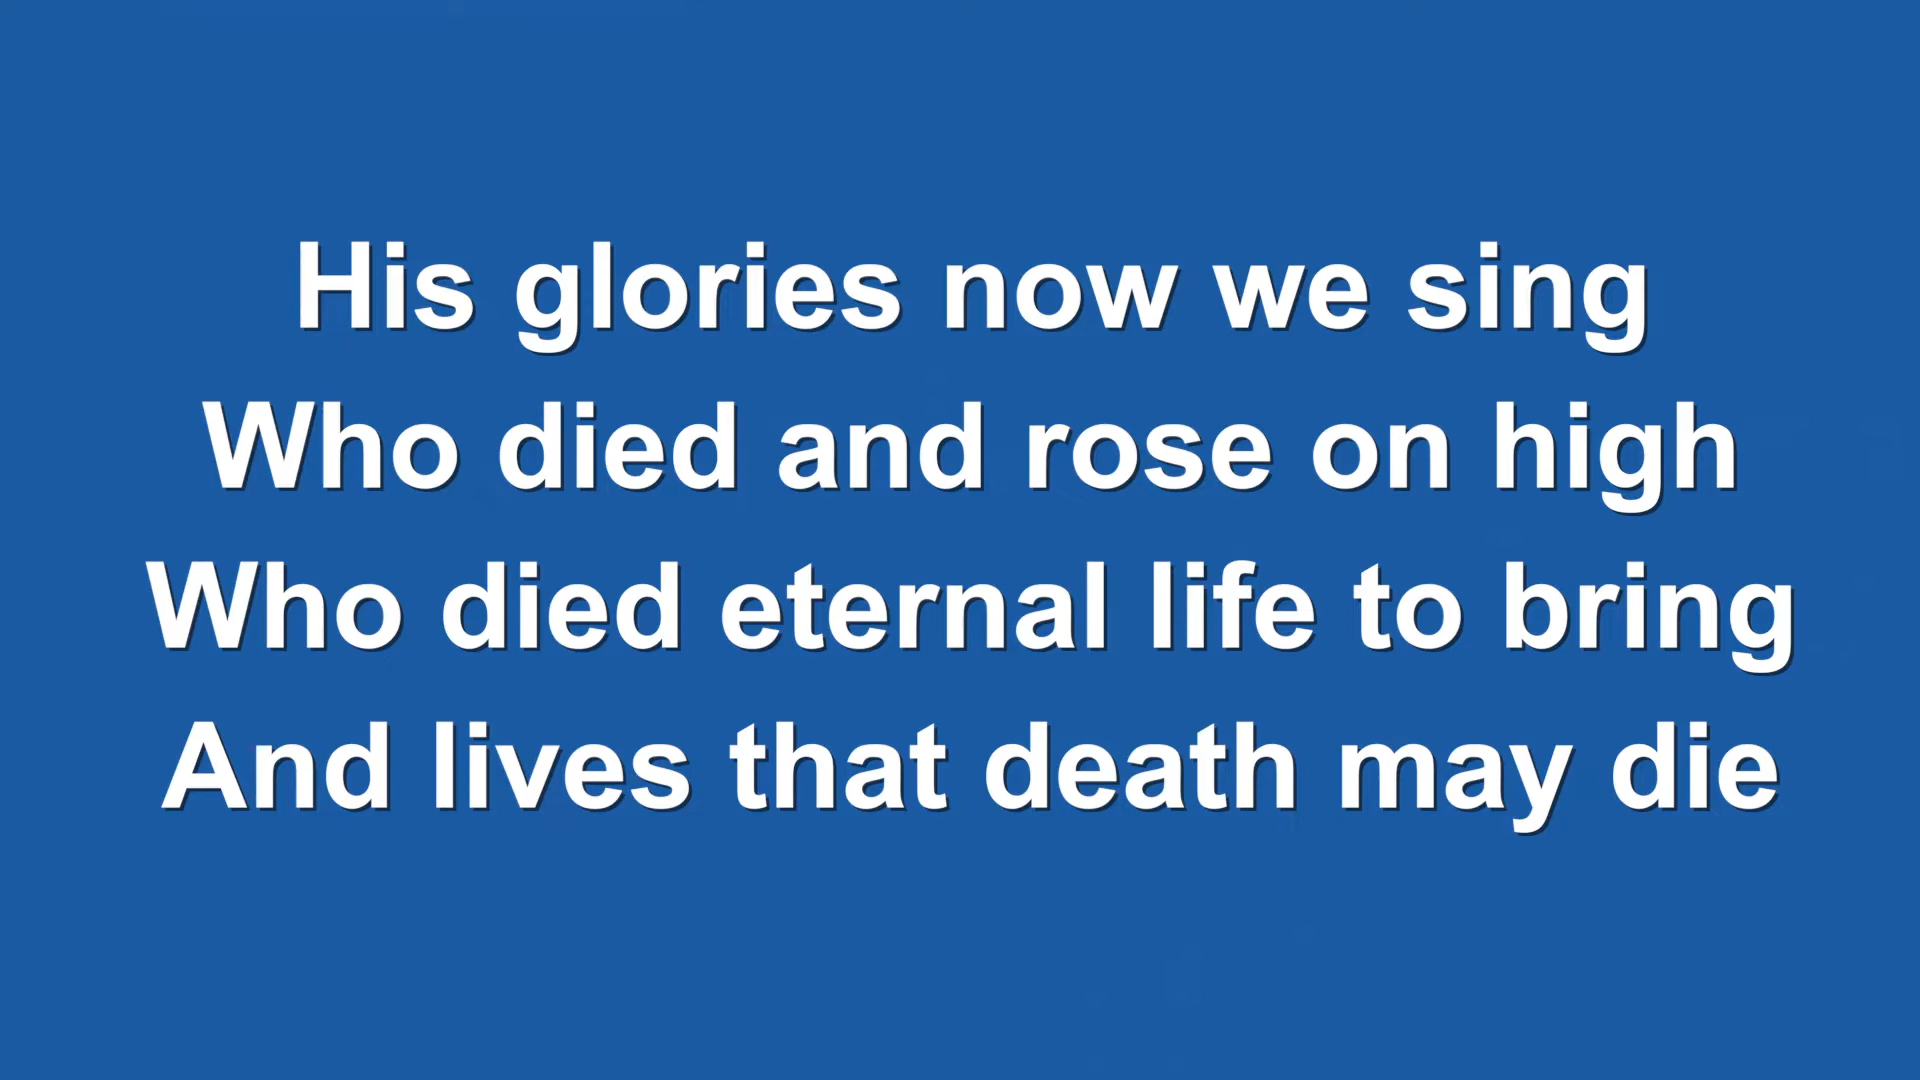 His glories now we sing
Who died and rose on high
Who died eternal life to bring
And lives that death may die